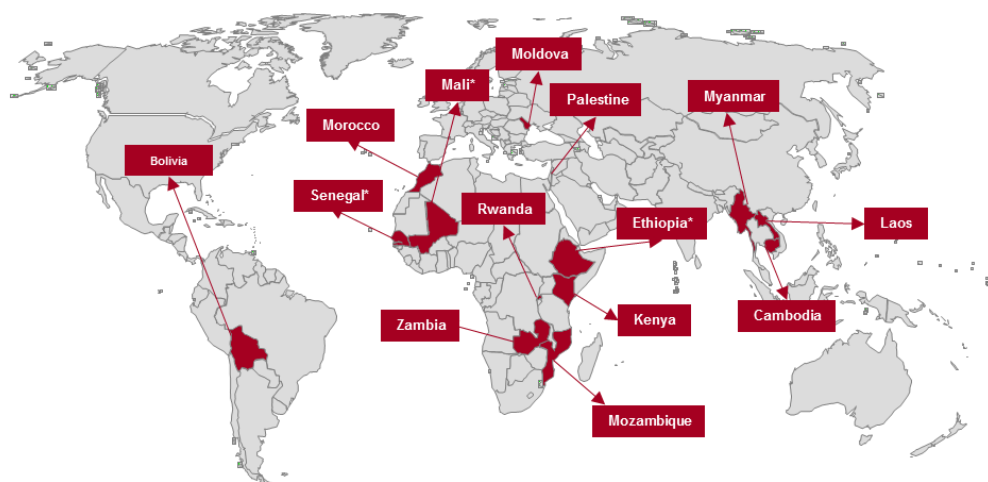 Moldova
Mali*
Palestine
Myanmar
Morocco
Bolivia
Senegal*
Rwanda
Ethiopia*
Laos
Zambia
Kenya
Cambodia
Mozambique